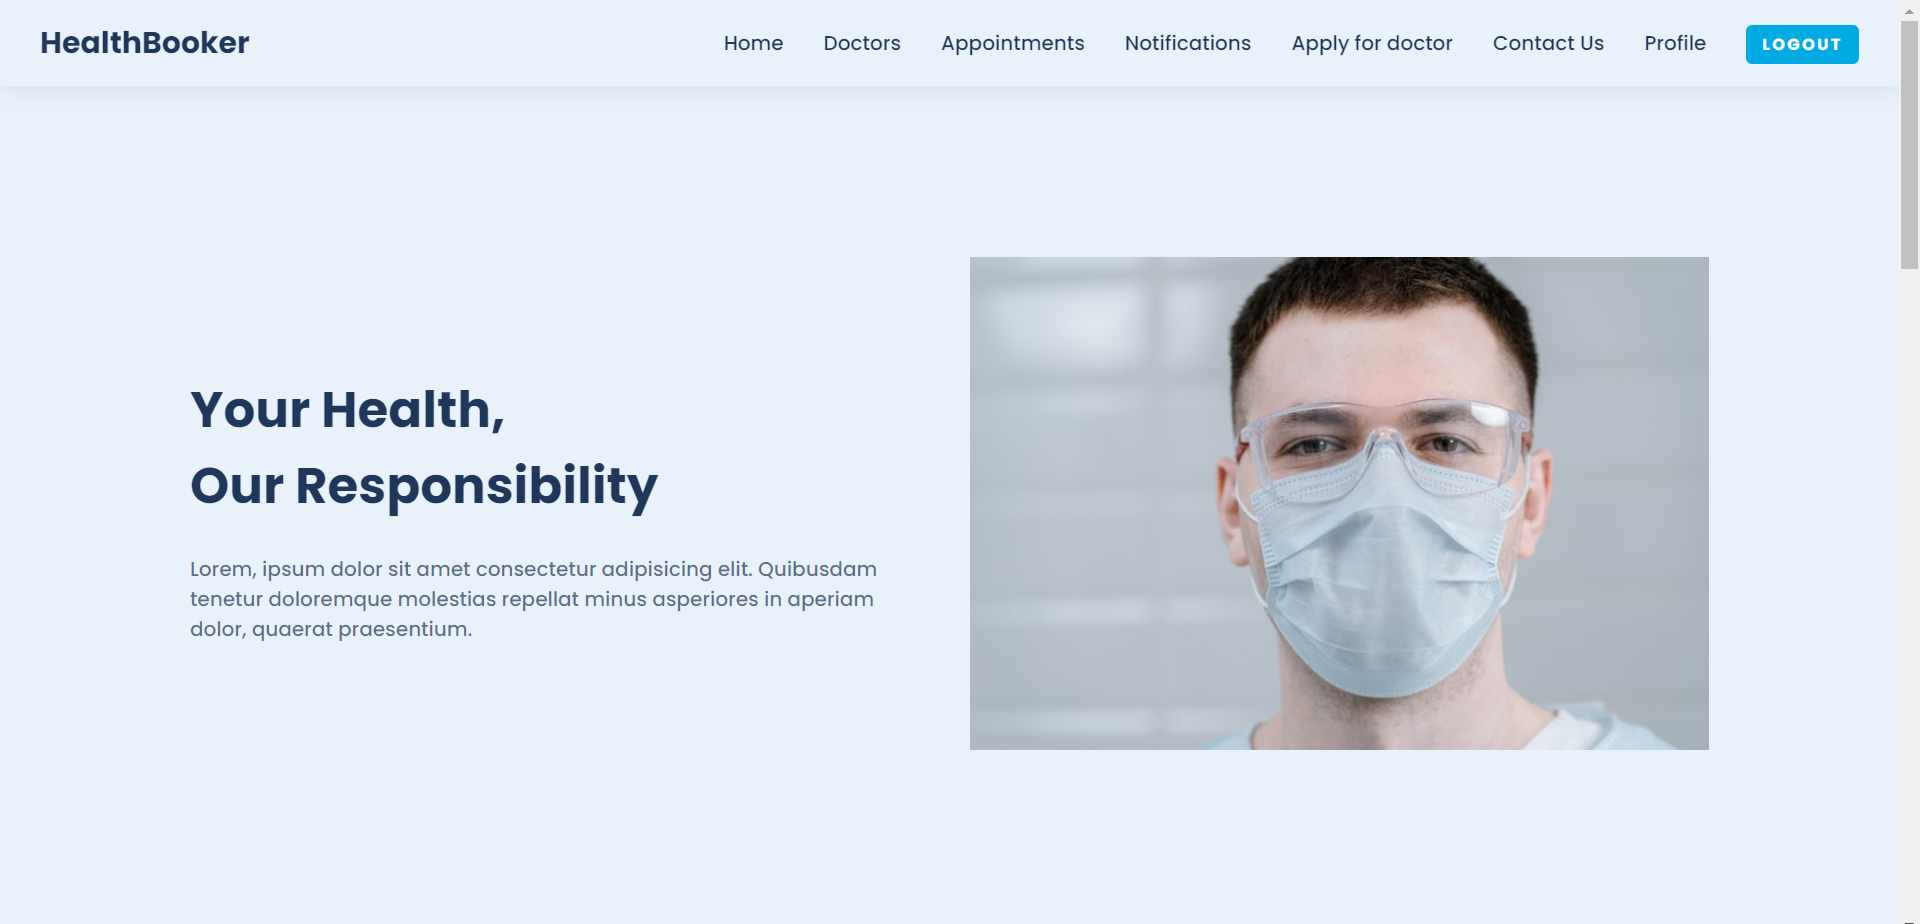 HealthBooker
Home
Doctors
Appointments
Notifications
Apply for doctor
Contact Us
Profile
LOGOUT
Your Health,
Our Responsibility
Lorem, ipsum dolor sit amet consectetur adipisicing elit. Quibusdam
tenetur doloremque molestias repellat minus asperiores in aperiam
dolor, quaerat praesentium.